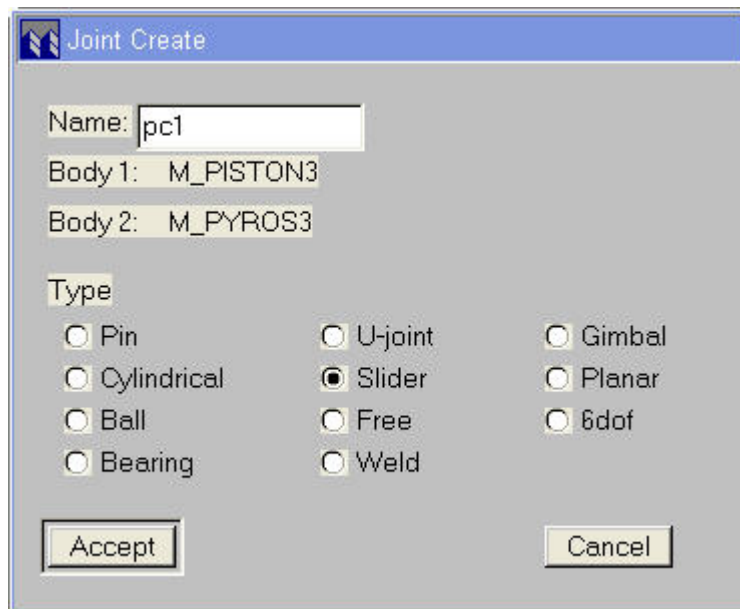 Joint Create
Name: pc1
Body 1: M_PISTON3
Body 2: M_PYROS3
Type
Pin U-joint Gimbal
Cylindrical Slider Planar
Ball Free 6dof
Bearing Weld
Accept Cancel